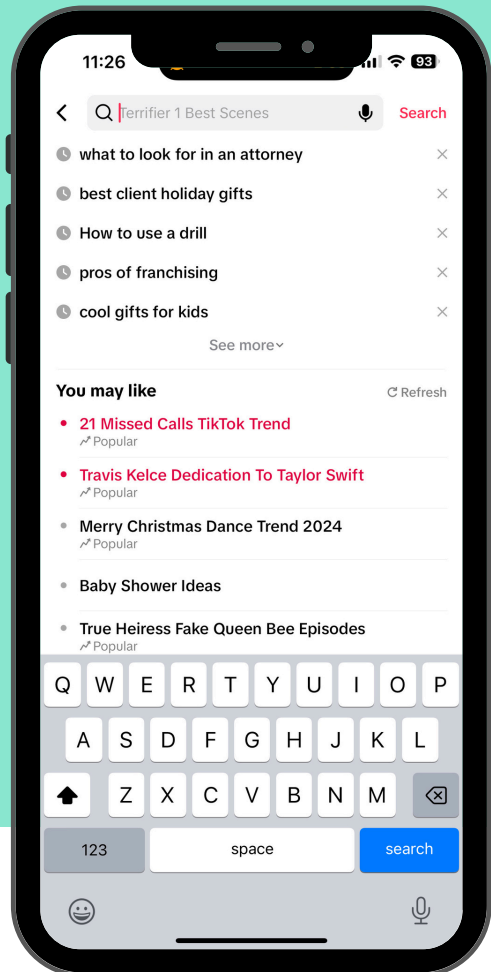 11:26
93
Terrifier 1 Best Scenes
Search
what to look for in an attorney
best client holiday gifts
How to use a drill
pros of franchising
cool gifts for kids
See more
You may like
Refresh
21 Missed Calls TikTok Trend
Popular
Travis Kelce Dedication To Taylor Swift
Popular
Merry Christmas Dance Trend 2024
Popular
Baby Shower Ideas
True Heiress Fake Queen Bee Episodes
Popular
Q W E R T Y U I O P
A S D F G H J K L
Z X C V B N M
123 space search